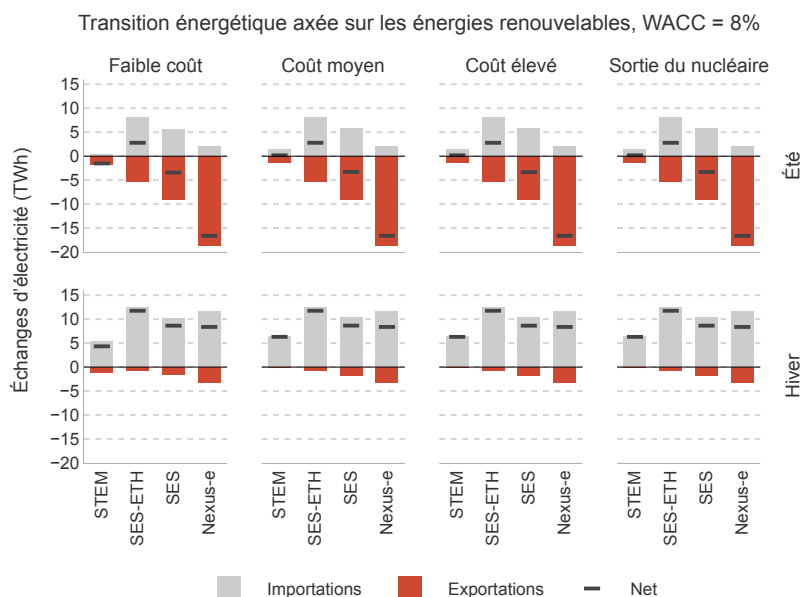 Transition énergétique axée sur les énergies renouvelables, WACC = 8%
Faible coût
Coût moyen
Coût élevé
Sortie du nucléaire
Échanges d’électricité (TWh)
15
10
5
0
−5
−10
−15
−20
Été
15
10
5
0
−5
−10
−15
−20
Hiver
STEM
SES-ETH
SES
Nexus-e
STEM
SES-ETH
SES
Nexus-e
STEM
SES-ETH
SES
Nexus-e
STEM
SES-ETH
SES
Nexus-e
Importations
Exportations
Net